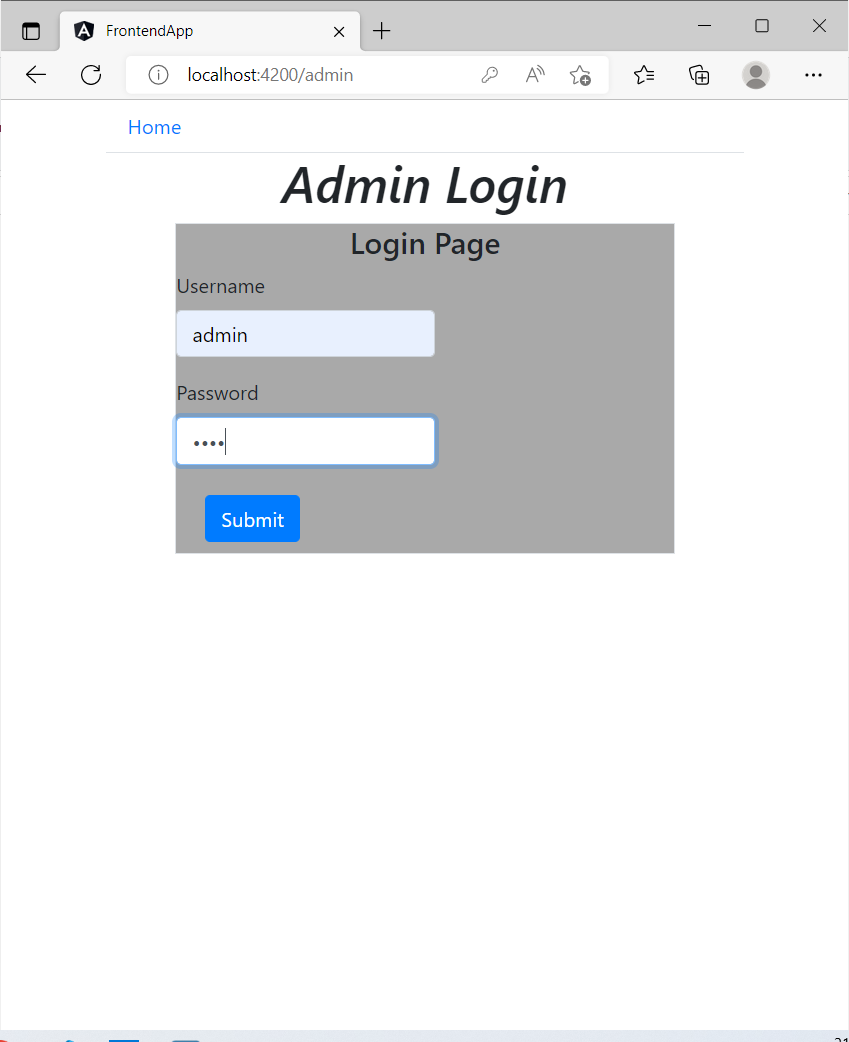 FrontendApp
localhost:4200/admin
Home
Admin Login
Login Page
Username
admin
Password
••••
Submit